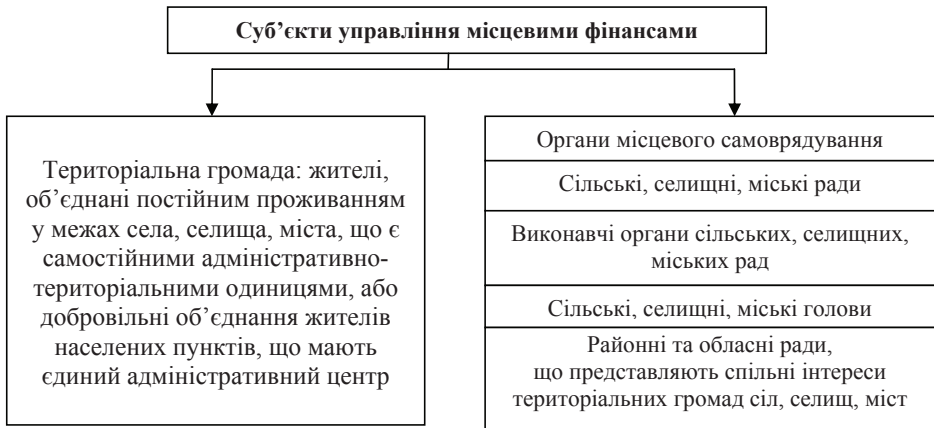 Суб’єкти управління місцевими фінансами
Територіальна громада: жителі,
об’єднані постійним проживанням
у межах села, селища, міста, що є
самостійними адміністративно-
територіальними одиницями, або
добровільні об’єднання жителів
населених пунктів, що мають
єдиний адміністративний центр
Органи місцевого самоврядування
Сільські, селищні, міські ради
Виконавчі органи сільських, селищних,
міських рад
Сільські, селищні, міські голови
Районні та обласні ради,
що представляють спільні інтереси
територіальних громад сіл, селищ, міст